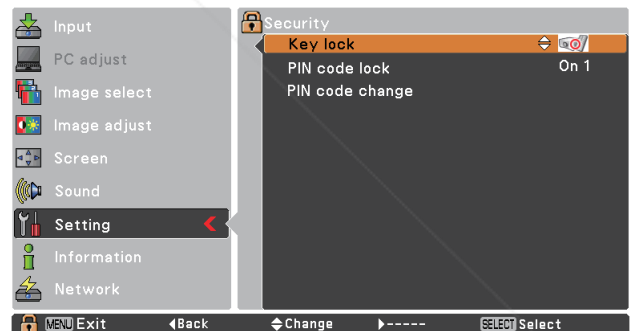 Input
PC adjust
Image select
Image adjust
Screen
Sound
Setting
Information
Network
Security
Key lock
PIN code lock On 1
PIN code change
MENU Exit Back Change ----- SELECT Select